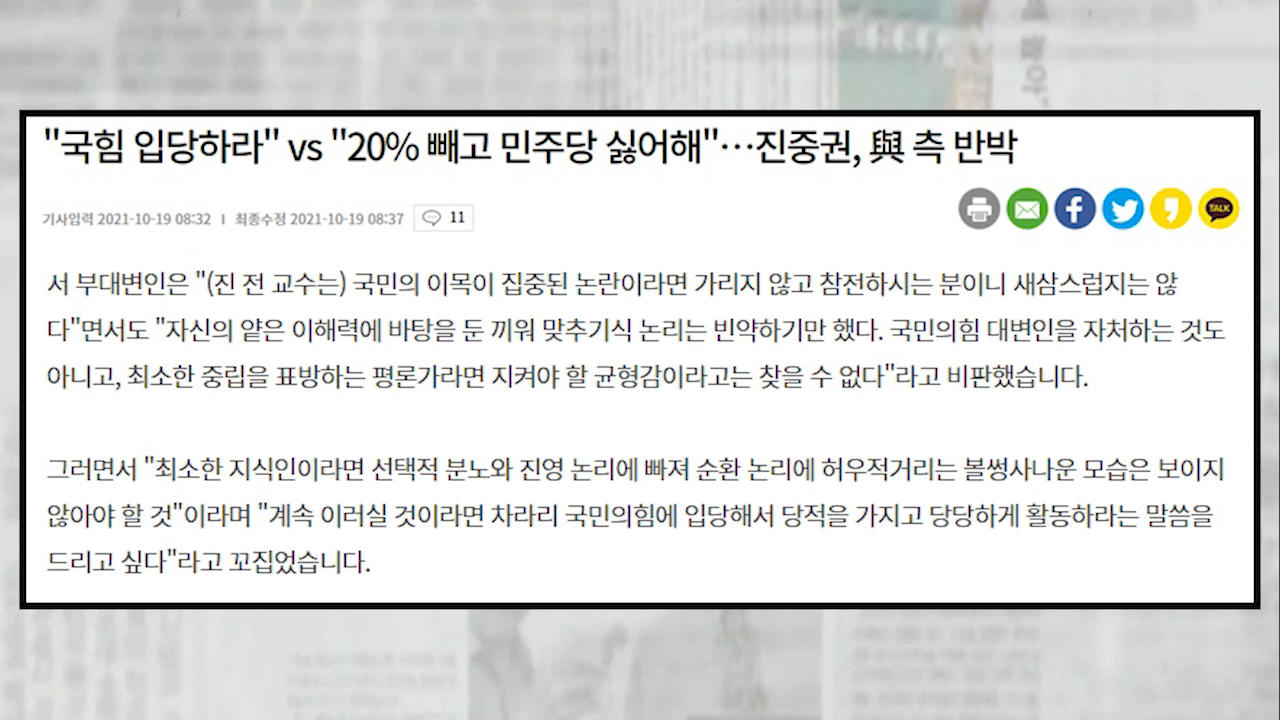 "국힘 입당하라" vs "20% 빼고 민주당 싫어해"…진중권, 與 측 반박
기사입력 2021-10-19 08:32 ㅣ 최종수정 2021-10-19 08:37 11
TALK
서 부대변인은 "(진 전 교수는) 국민의 이목이 집중된 논란이라면 가리지 않고 참전하시는 분이니 새삼스럽지는 않
다"면서도 "자신의 얕은 이해력에 바탕을 둔 끼워 맞추기식 논리는 빈약하기만 했다. 국민의힘 대변인을 자처하는 것도
아니고, 최소한 중립을 표방하는 평론가라면 지켜야 할 균형감이라고는 찾을 수 없다"라고 비판했습니다.
그러면서 "최소한 지식인이라면 선택적 분노와 진영 논리에 빠져 순환 논리에 허우적거리는 볼썽사나운 모습은 보이지
않아야 할 것"이라며 "계속 이러실 것이라면 차라리 국민의힘에 입당해서 당적을 가지고 당당하게 활동하라는 말씀을
드리고 싶다"라고 꼬집었습니다.